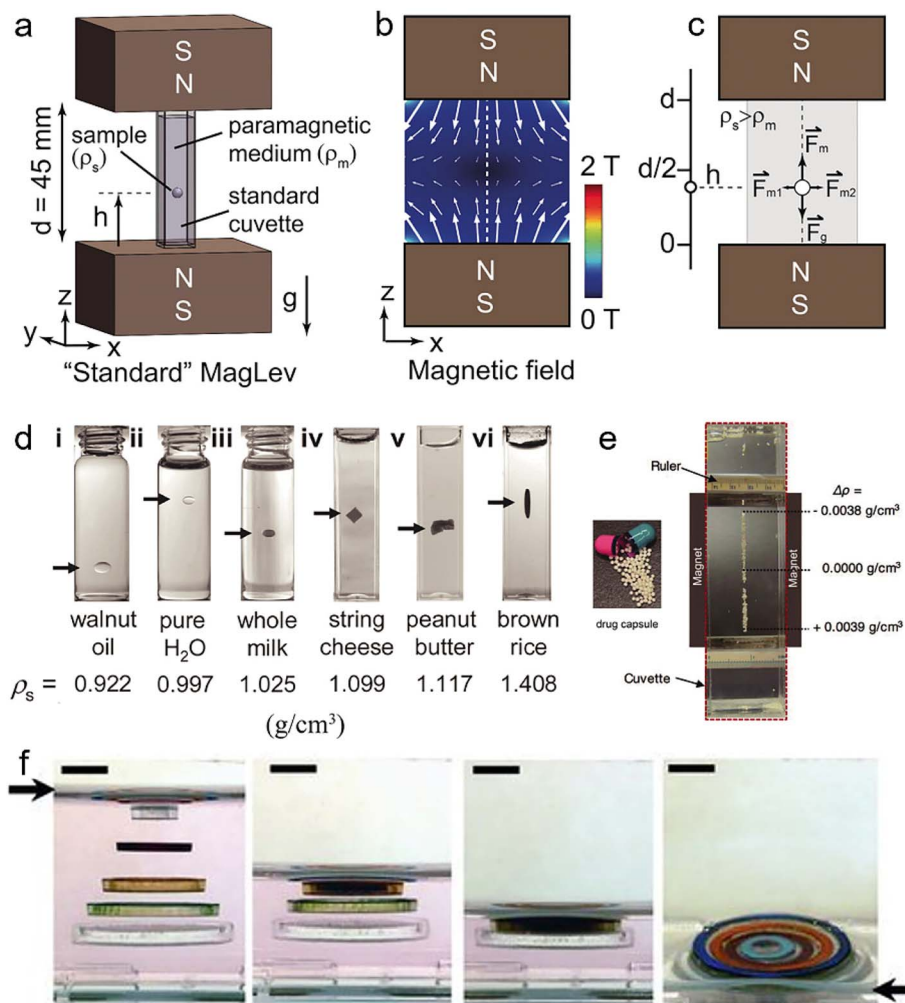 a
S
N
d = 45 mm
sample
(ρs)
paramagnetic
medium (ρm)
h
standard
cuvette
N
S
g
z
y
x
"Standard" MagLev
b
S
N
2 T
0 T
N
S
z
x
Magnetic field
c
S
N
d
ρs>ρm
Fm
d/2
h
Fm1
Fm2
Fg
0
N
S
d
i
ii
iii
iv
v
vi
walnut
oil
pure
H2O
whole
milk
string
cheese
peanut
butter
brown
rice
ρs = 0.922 0.997 1.025 1.099 1.117 1.408
(g/cm³)
e
Ruler
Δρ =
- 0.0038 g/cm³
Magnet
Magnet
0.0000 g/cm³
drug capsule
+ 0.0039 g/cm³
Cuvette
f